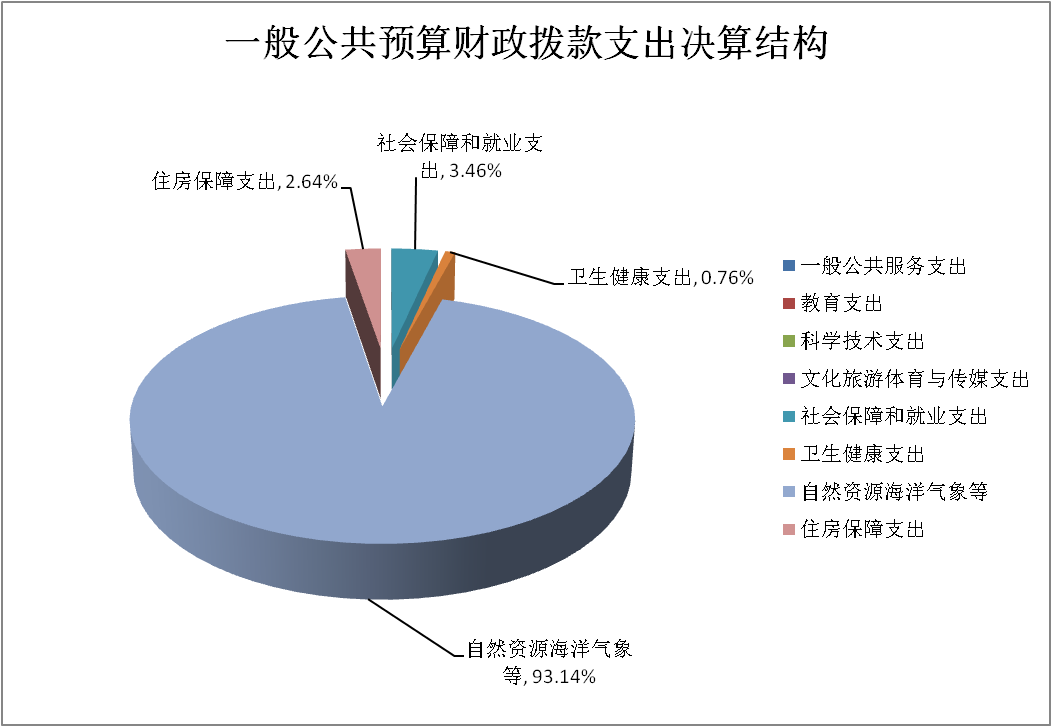 一般公共预算财政拨款支出决算结构
社会保障和就业支
出, 3.46%
住房保障支出, 2.64%
卫生健康支出, 0.76%
一般公共服务支出
教育支出
科学技术支出
文化旅游体育与传媒支出
社会保障和就业支出
卫生健康支出
自然资源海洋气象等
住房保障支出
自然资源海洋气象
等, 93.14%